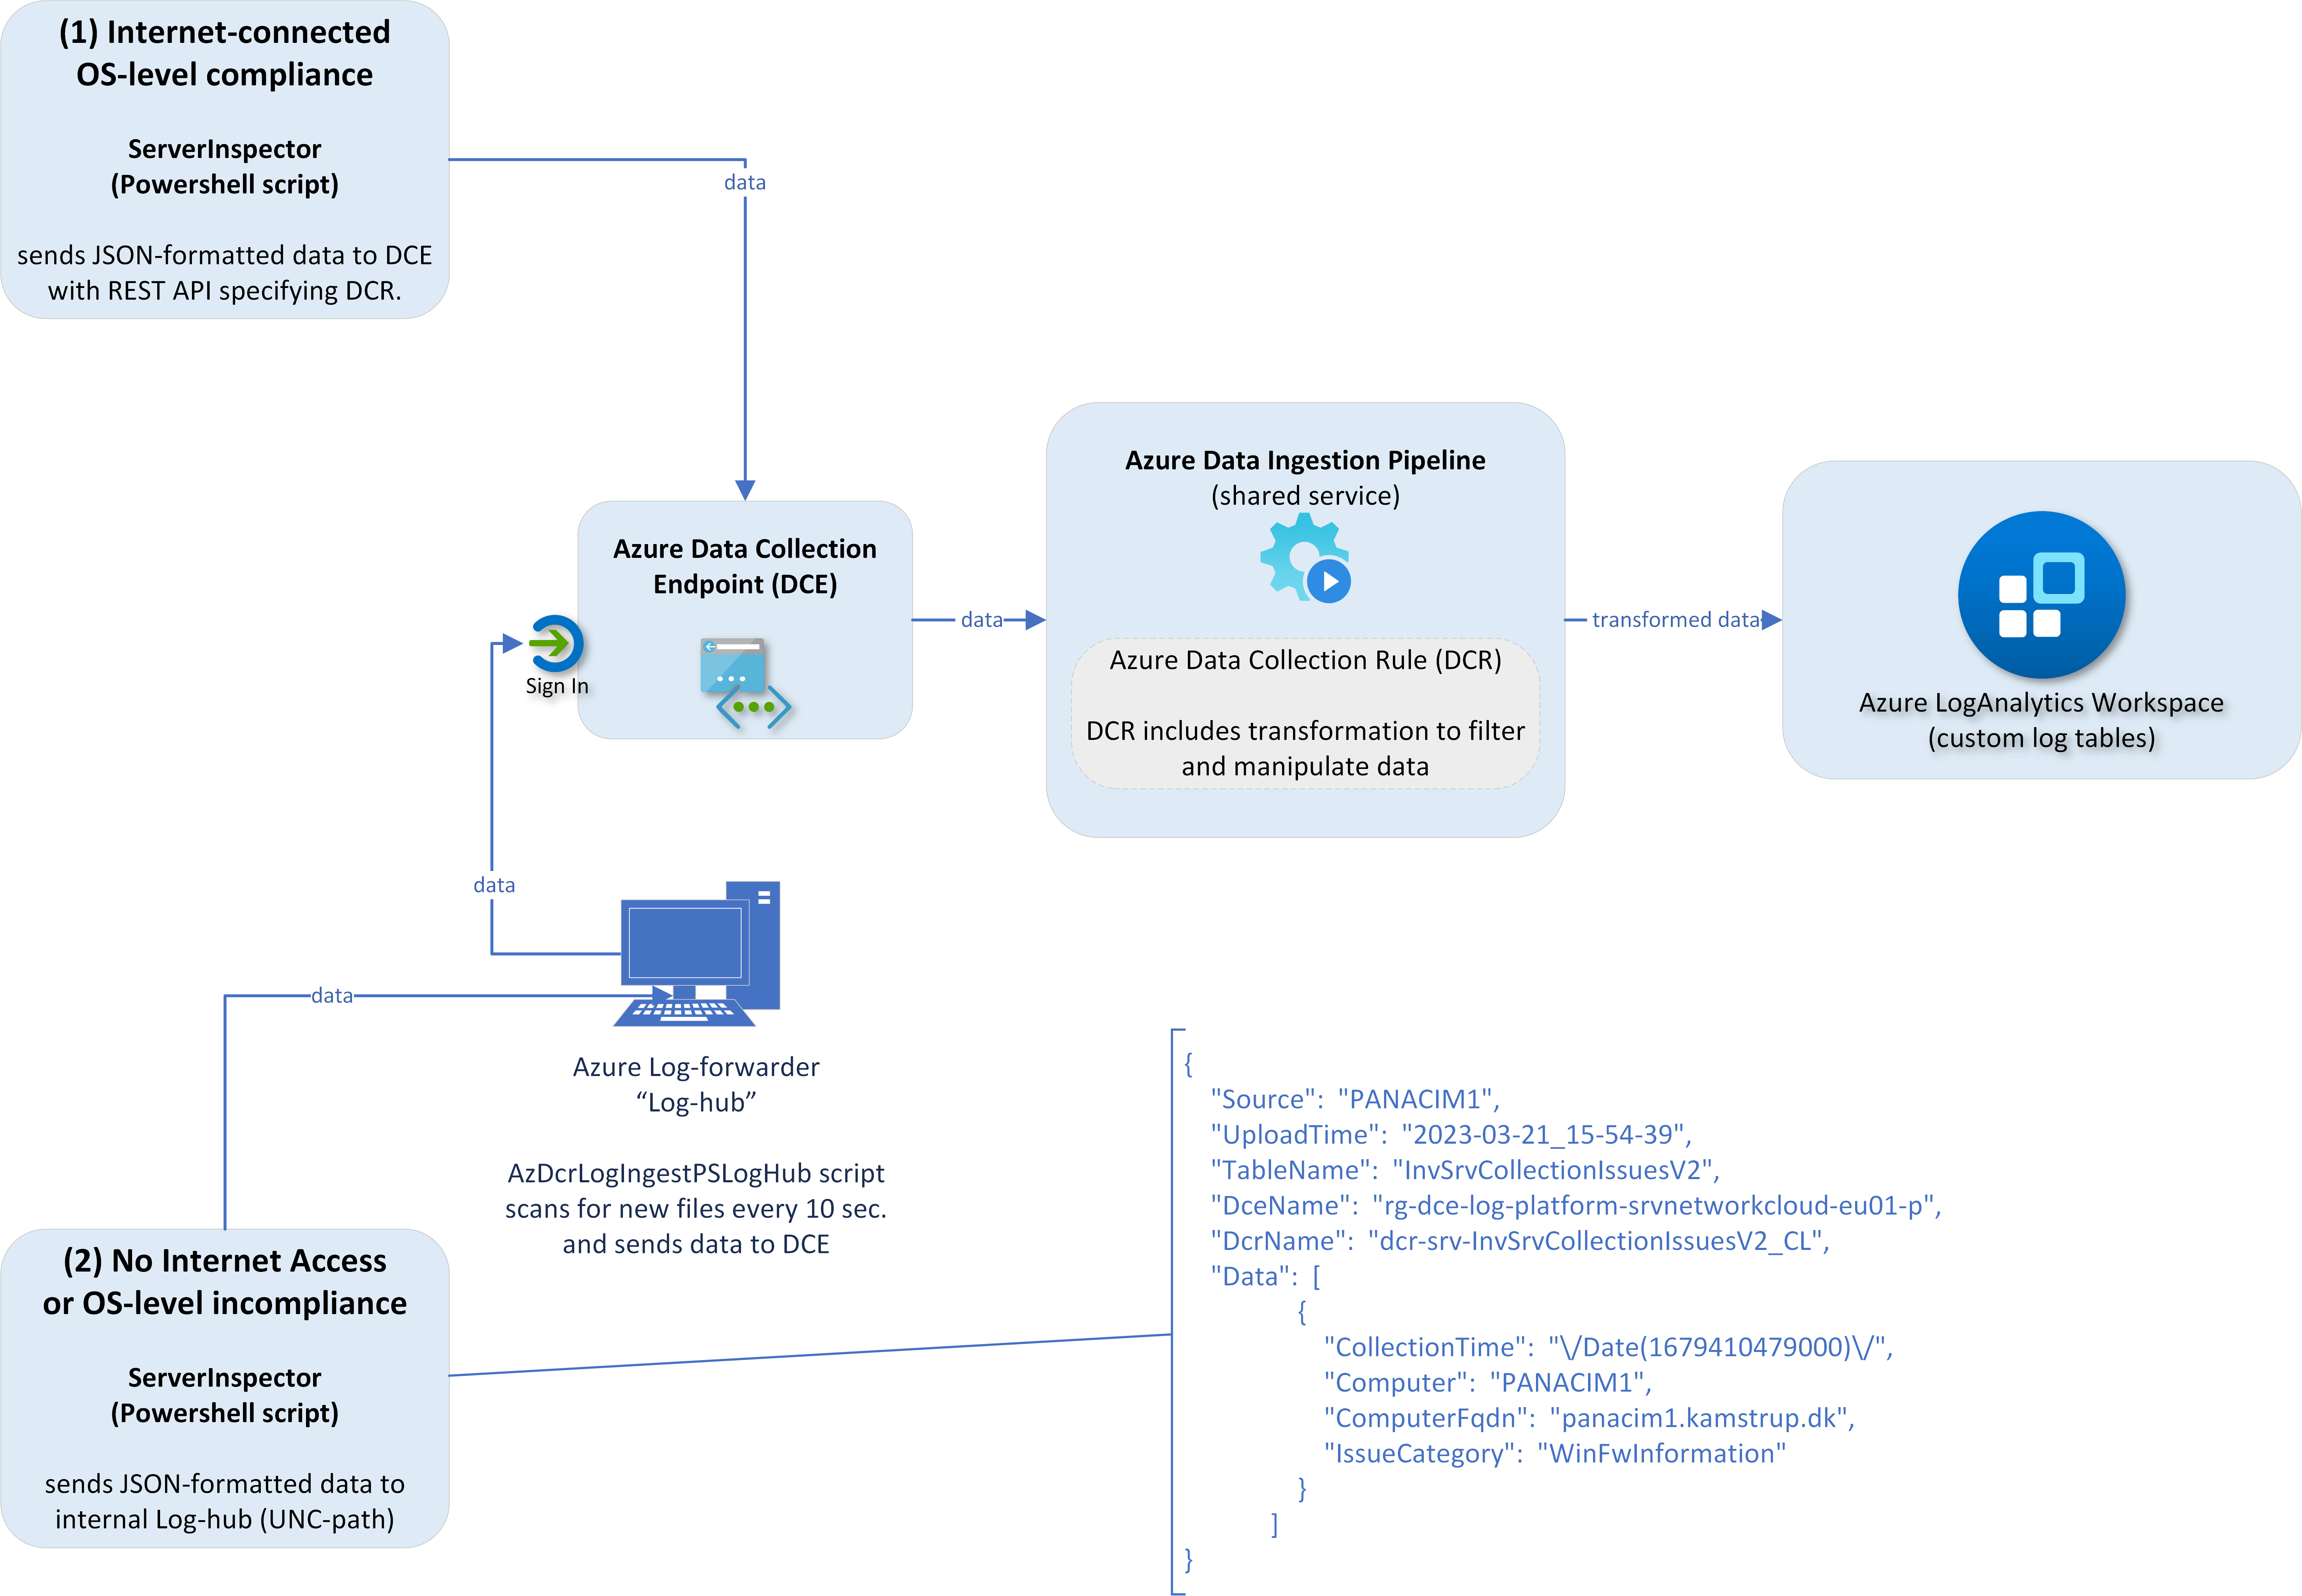 (1) Internet-connected
OS-level compliance
ServerInspector
(Powershell script)
sends JSON-formatted data to DCE
with REST API specifying DCR.
data
Azure Data Collection
Endpoint (DCE)
Sign In
data
Azure Data Ingestion Pipeline
(shared service)
Azure Data Collection Rule (DCR)
DCR includes transformation to filter
and manipulate data
transformed data
Azure LogAnalytics Workspace
(custom log tables)
data
data
Azure Log-forwarder
“Log-hub”
AzDcrLogIngestPSLogHub script
scans for new files every 10 sec.
and sends data to DCE
(2) No Internet Access
or OS-level incompliance
ServerInspector
(Powershell script)
sends JSON-formatted data to
internal Log-hub (UNC-path)
{
"Source": "PANACIM1",
"UploadTime": "2023-03-21_15-54-39",
"TableName": "InvSrvCollectionIssuesV2",
"DceName": "rg-dce-log-platform-srvnetworkcloud-eu01-p",
"DcrName": "dcr-srv-InvSrvCollectionIssuesV2_CL",
"Data": [
{
"CollectionTime": "\/Date(1679410479000)\/",
"Computer": "PANACIM1",
"ComputerFqdn": "panacim1.kamstrup.dk",
"IssueCategory": "WinFwInformation"
}
]
}